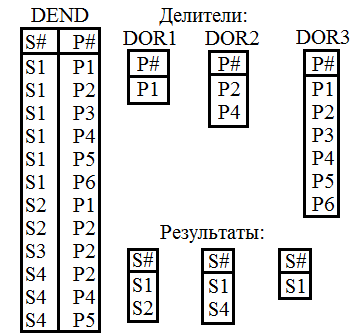 DEND
Делители:
DOR1 DOR2 DOR3
S# P#
S1 P1
S1 P2
S1 P3
S1 P4
S1 P5
S1 P6
S2 P1
S2 P2
S3 P2
S4 P2
S4 P4
S4 P5
P#
P1
P#
P2
P4
P#
P1
P2
P3
P4
P5
P6
Результаты:
S#
S1
S2
S#
S1
S4
S#
S1